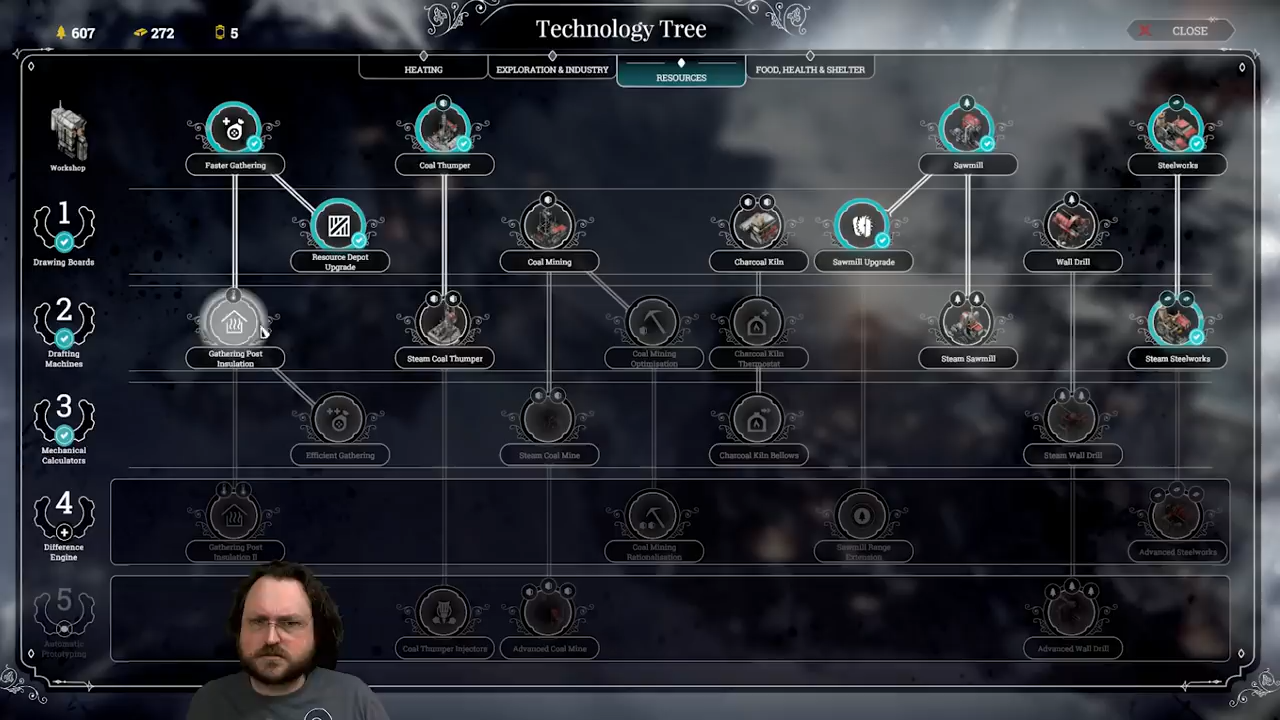 607 272 5
Technology Tree
CLOSE
HEATING
EXPLORATION & INDUSTRY
RESOURCES
FOOD, HEALTH & SHELTER
Workshop
Faster Gathering
Coal Thumper
Sawmill
Steelworks
1
Drawing Boards
Resource Depot
Upgrade
Coal Mining
Charcoal Kiln
Sawmill Upgrade
Wall Drill
2
Drafting
Machines
Gathering Post
Insulation
Steam Coal Thumper
Coal Mining
Optimisation
Charcoal Kiln
Thermostat
Steam Sawmill
Steam Steelworks
3
Mechanical
Calculators
Efficient Gathering
Steam Coal Mine
Charcoal Kiln Bellows
Steam Wall Drill
4
Difference
Engine
Gathering Post
Insulation II
Coal Mining
Rationalisation
Sawmill Range
Extension
Advanced Steelworks
5
Automatic
Prototyping
Coal Thumper Injectors
Advanced Coal Mine
Advanced Wall Drill